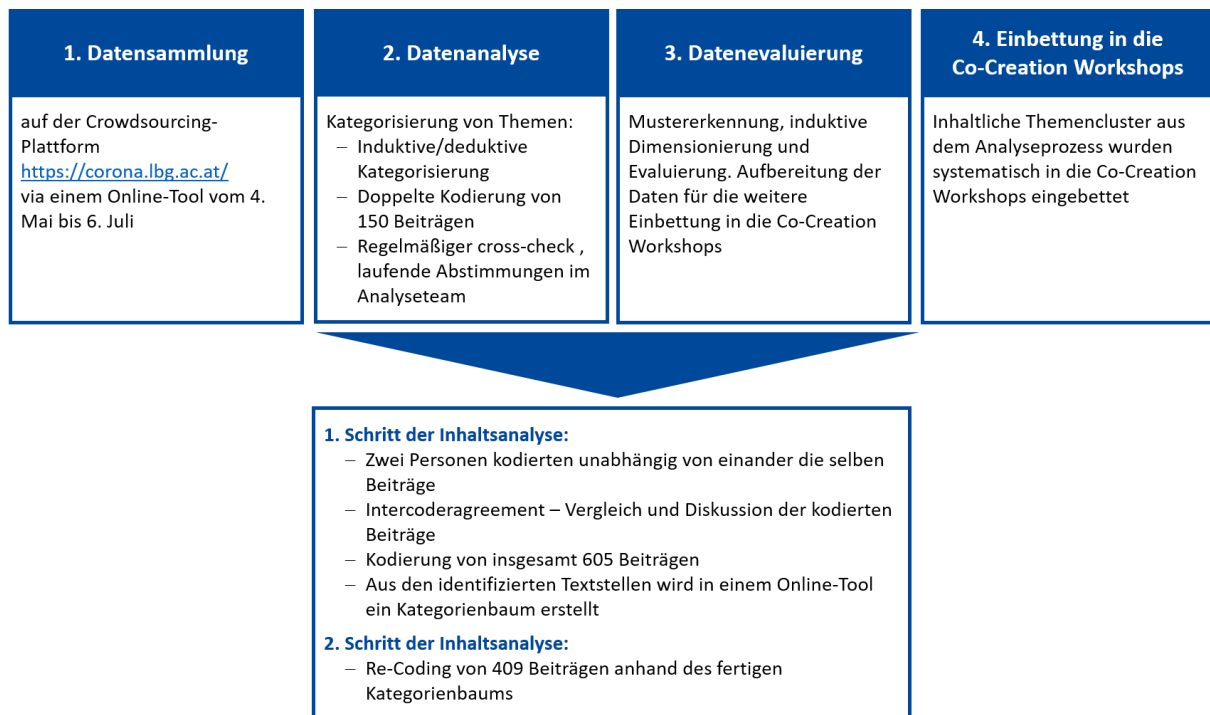 1. Datensammlung
auf der Crowdsourcing-
Plattform
https://corona.lbg.ac.at/
via einem Online-Tool vom 4.
Mai bis 6. Juli
2. Datenanalyse
Kategorisierung von Themen:
– Induktive/deduktive
Kategorisierung
– Doppelte Kodierung von
150 Beiträgen
– Regelmäßiger cross-check ,
laufende Abstimmungen im
Analyseteam
3. Datenevaluierung
Mustererkennung, induktive
Dimensionierung und
Evaluierung. Aufbereitung der
Daten für die weitere
Einbettung in die Co-Creation
Workshops
4. Einbettung in die
Co-Creation Workshops
Inhaltliche Themencluster aus
dem Analyseprozess wurden
systematisch in die Co-Creation
Workshops eingebettet
1. Schritt der Inhaltsanalyse:
– Zwei Personen kodierten unabhängig von einander die selben
Beiträge
– Intercoderagreement – Vergleich und Diskussion der kodierten
Beiträge
– Kodierung von insgesamt 605 Beiträgen
– Aus den identifizierten Textstellen wird in einem Online-Tool
ein Kategorienbaum erstellt
2. Schritt der Inhaltsanalyse:
– Re-Coding von 409 Beiträgen anhand des fertigen
Kategorienbaums